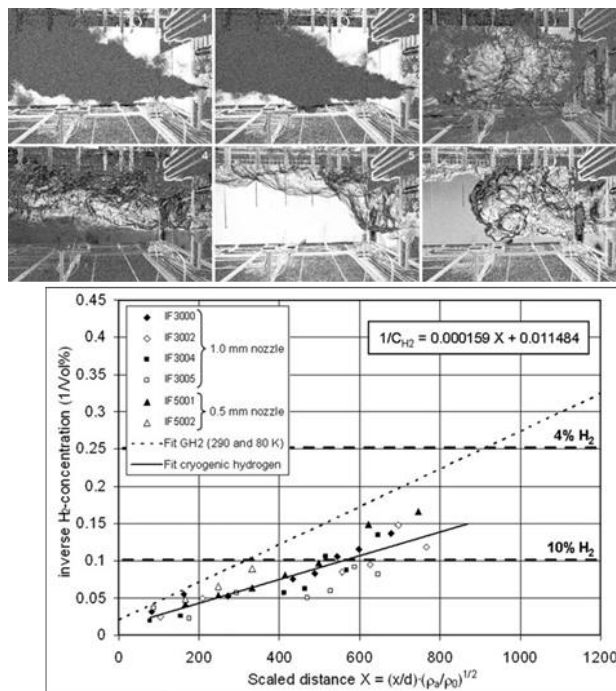 1
2
4
5
0.45
0.4
0.35
0.3
0.25
0.2
0.15
0.1
0.05
0
inverse H₂-concentration (1/Vol%)
IF3000
IF3002
IF3004
IF3005
1.0 mm nozzle
IF5001
IF5002
0.5 mm nozzle
Fit GH2 (290 and 80 K)
Fit cryogenic hydrogen
1/C_H2 = 0.000159 X + 0.011484
4% H₂
10% H₂
0 200 400 600 800 1000 1200
Scaled distance X = (x/d)·(ρₐ/ρ₀)^1/2